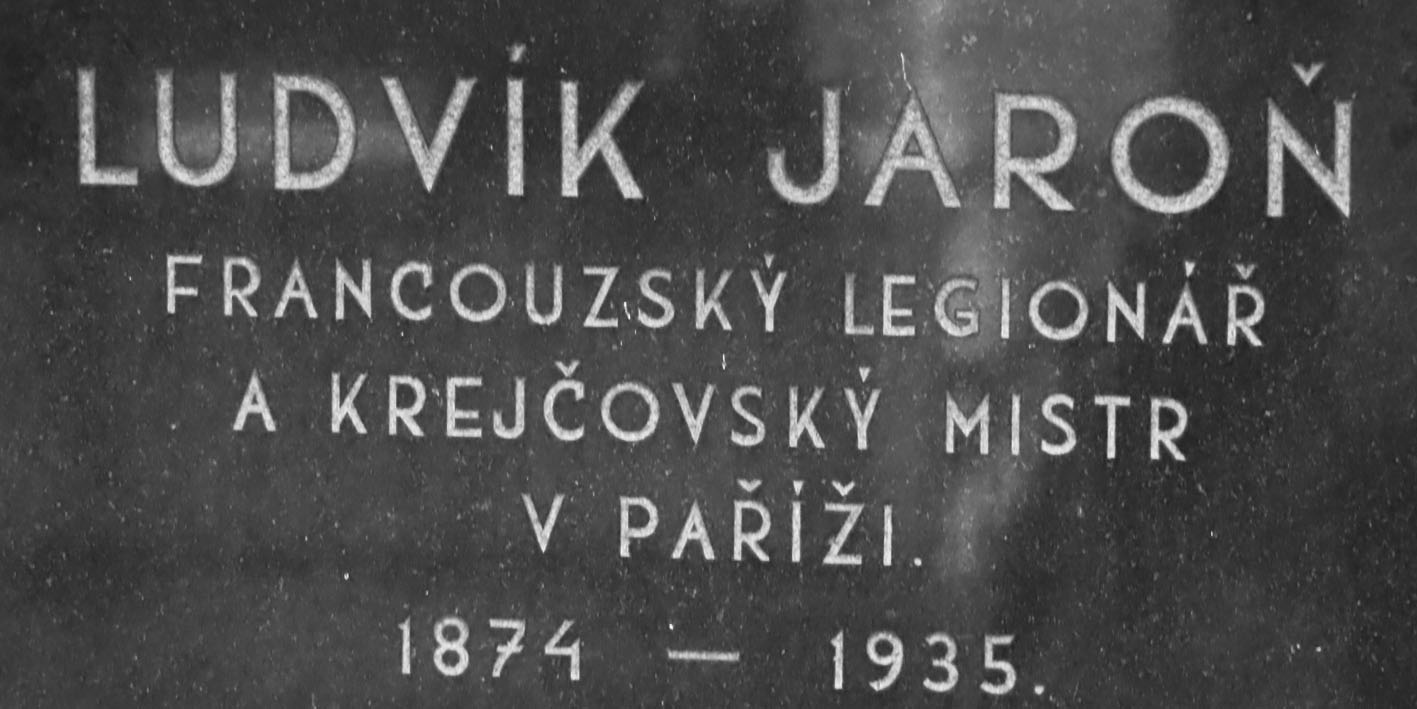 LUDVÍK JAROŇ
FRANCOUZSKÝ LEGIONÁŘ
A KREJČOVSKÝ MISTR
V PAŘÍŽI.
1874 — 1935.